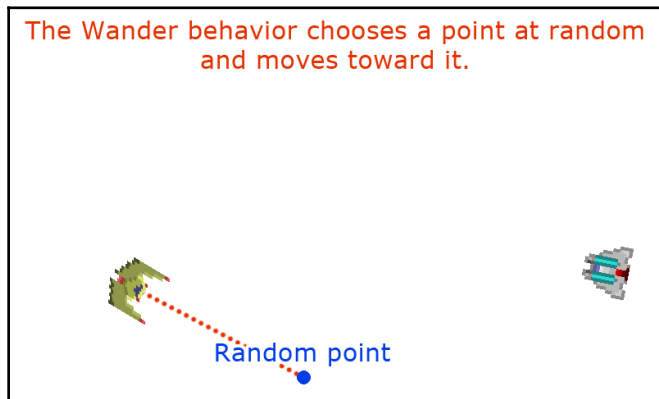 The Wander behavior chooses a point at random
and moves toward it.
Random point